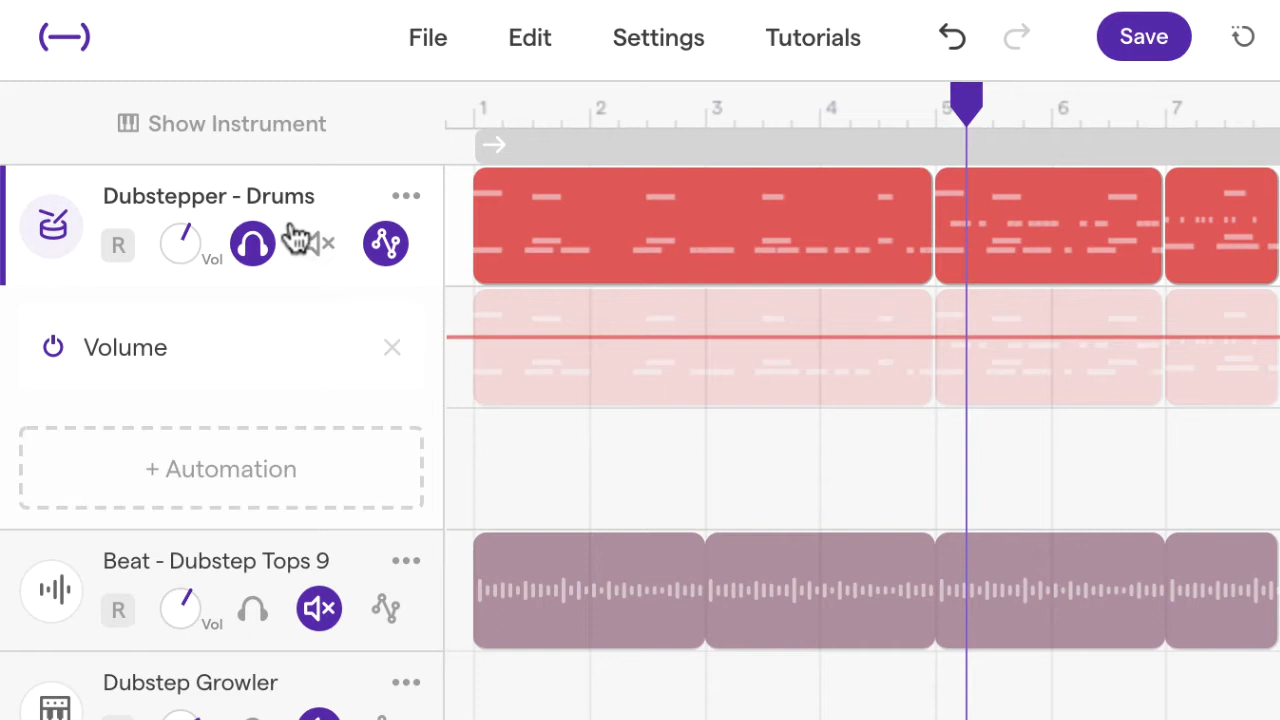 File Edit Settings Tutorials Save
Show Instrument
1 2 3 4 5 6 7
Dubstepper - Drums
R Vol
Volume
+ Automation
Beat - Dubstep Tops 9
R Vol
Dubstep Growler